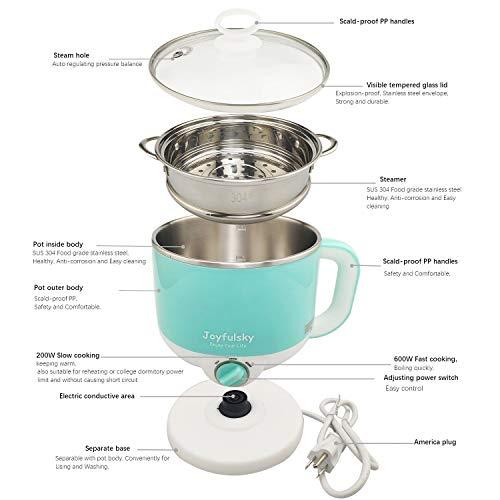 Scald-proof PP handles
Steam hole
Auto regulating pressure balance
Visible tempered glass lid
Explosion-proof, Stainless steel envelope,
Strong and durable.
Steamer
SUS 304 Food grade stainless steel
Healthy, Anti-corrosion and Easy
cleaning
304
Pot inside body
SUS 304 Food grade stainless steel,
Healthy, Anti-corrosion and Easy cleaning
Scald-proof PP handles
Safety and Comfortable.
Pot outer body
Scald-proof PP,
Safety and Comfortable.
Joyfulsky
Enjoy Your Life
200W Slow cooking
keeping warm,
also suitable for reheating or college dormitory power
limit and without causing short circuit
600W Fast cooking,
Boiling quckly.
Adjusting power switch
Easy control
Electric conductive area
America plug
Separate base
Separable with pot body. Conveniently for
Using and Washing.